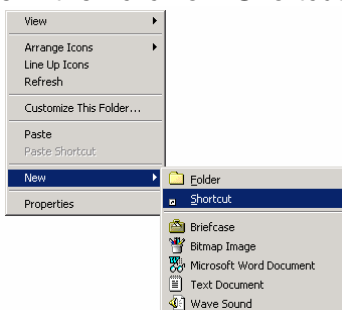 View
Arrange Icons
Line Up Icons
Refresh
Customize This Folder...
Paste
Paste Shortcut
New
Properties
Folder
Shortcut
Briefcase
Bitmap Image
Microsoft Word Document
Text Document
Wave Sound